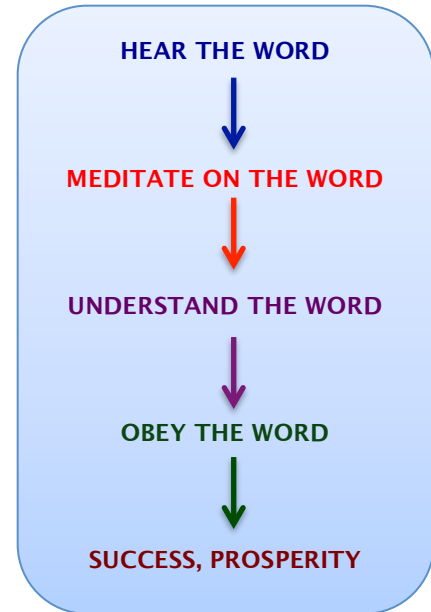 HEAR THE WORD
MEDITATE ON THE WORD
UNDERSTAND THE WORD
OBEY THE WORD
SUCCESS, PROSPERITY